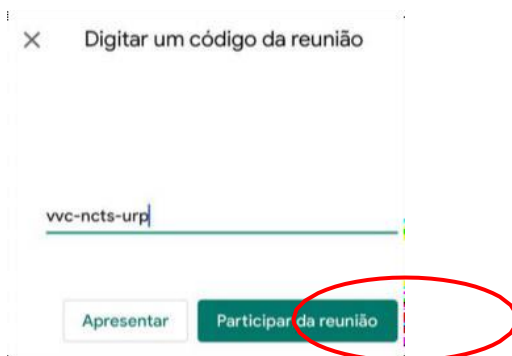 Digitar um código da reunião
vvc-ncts-urp
Apresentar
Participar da reunião